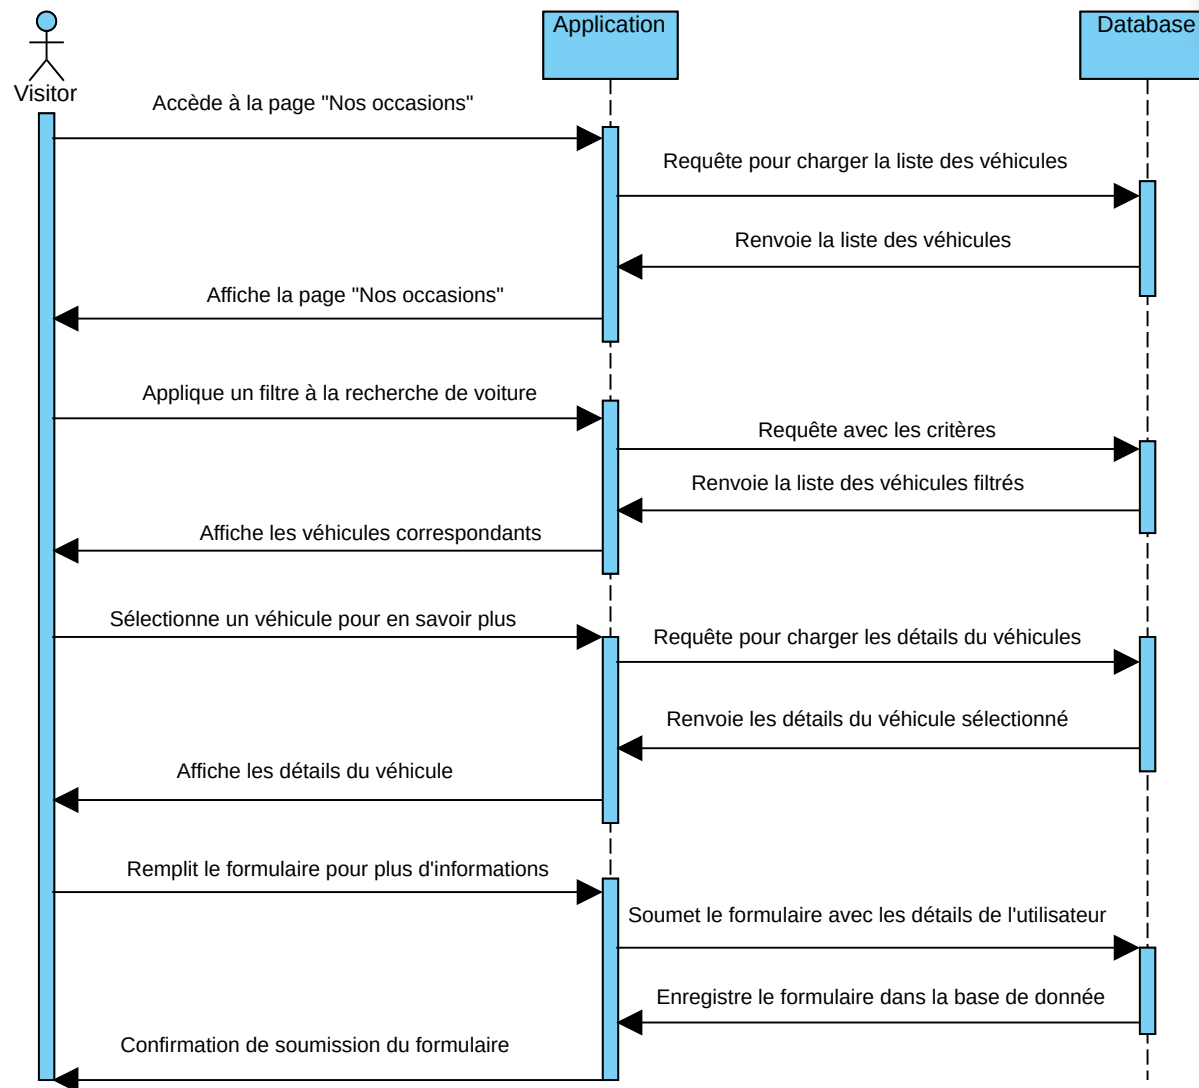 Application
Database
Visitor
Accède à la page "Nos occasions"
Requête pour charger la liste des véhicules
Renvoie la liste des véhicules
Affiche la page "Nos occasions"
Applique un filtre à la recherche de voiture
Requête avec les critères
Renvoie la liste des véhicules filtrés
Affiche les véhicules correspondants
Sélectionne un véhicule pour en savoir plus
Requête pour charger les détails du véhicules
Renvoie les détails du véhicule sélectionné
Affiche les détails du véhicule
Remplit le formulaire pour plus d'informations
Soumet le formulaire avec les détails de l'utilisateur
Enregistre le formulaire dans la base de donnée
Confirmation de soumission du formulaire